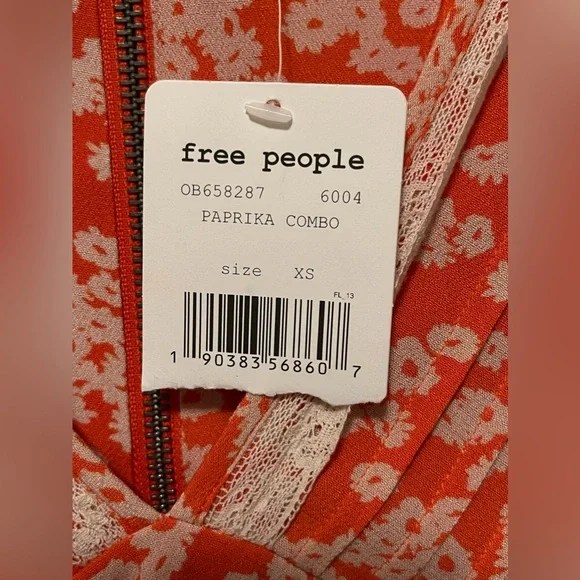 free people
OB658287 6004
PAPRIKA COMBO
size XS
FL_13
1 90383 56860 7